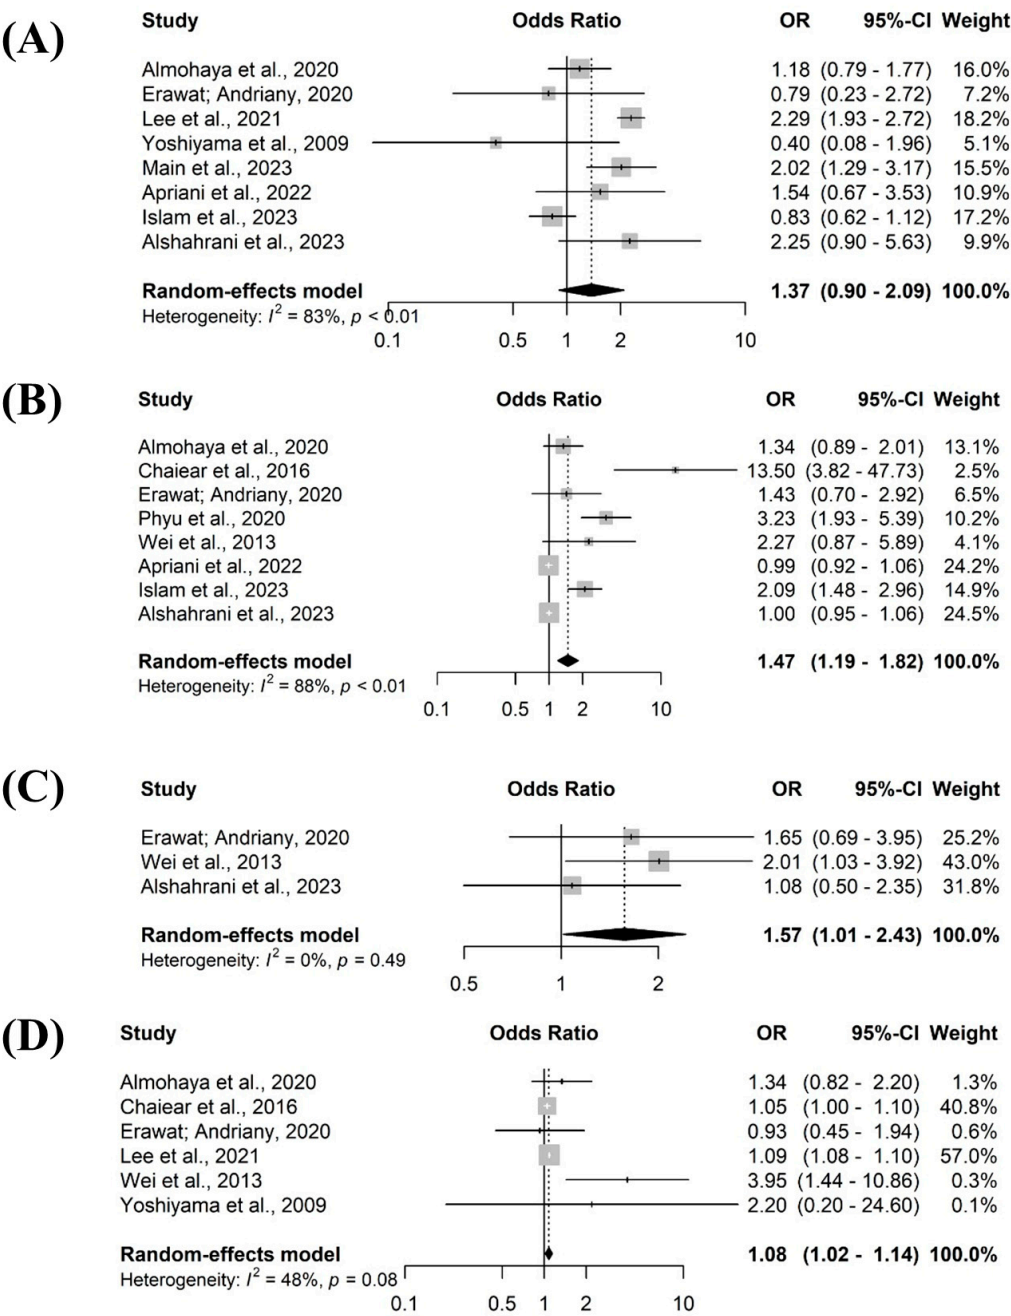 (A)
Study Odds Ratio OR 95%-CI Weight
Almohaya et al., 2020 1.18 (0.79 - 1.77) 16.0%
Erawat; Andriany, 2020 0.79 (0.23 - 2.72) 7.2%
Lee et al., 2021 2.29 (1.93 - 2.72) 18.2%
Yoshiyama et al., 2009 0.40 (0.08 - 1.96) 5.1%
Main et al., 2023 2.02 (1.29 - 3.17) 15.5%
Apriani et al., 2022 1.54 (0.67 - 3.53) 10.9%
Islam et al., 2023 0.83 (0.62 - 1.12) 17.2%
Alshahrani et al., 2023 2.25 (0.90 - 5.63) 9.9%
Random-effects model 1.37 (0.90 - 2.09) 100.0%
Heterogeneity: I² = 83%, p < 0.01
0.1 0.5 1 2 10
(B)
Study Odds Ratio OR 95%-CI Weight
Almohaya et al., 2020 1.34 (0.89 - 2.01) 13.1%
Chaiear et al., 2016 13.50 (3.82 - 47.73) 2.5%
Erawat; Andriany, 2020 1.43 (0.70 - 2.92) 6.5%
Phyu et al., 2020 3.23 (1.93 - 5.39) 10.2%
Wei et al., 2013 2.27 (0.87 - 5.89) 4.1%
Apriani et al., 2022 0.99 (0.92 - 1.06) 24.2%
Islam et al., 2023 2.09 (1.48 - 2.96) 14.9%
Alshahrani et al., 2023 1.00 (0.95 - 1.06) 24.5%
Random-effects model 1.47 (1.19 - 1.82) 100.0%
Heterogeneity: I² = 88%, p < 0.01
0.1 0.5 1 2 10
(C)
Study Odds Ratio OR 95%-CI Weight
Erawat; Andriany, 2020 1.65 (0.69 - 3.95) 25.2%
Wei et al., 2013 2.01 (1.03 - 3.92) 43.0%
Alshahrani et al., 2023 1.08 (0.50 - 2.35) 31.8%
Random-effects model 1.57 (1.01 - 2.43) 100.0%
Heterogeneity: I² = 0%, p = 0.49
0.5 1 2
(D)
Study Odds Ratio OR 95%-CI Weight
Almohaya et al., 2020 1.34 (0.82 - 2.20) 1.3%
Chaiear et al., 2016 1.05 (1.00 - 1.10) 40.8%
Erawat; Andriany, 2020 0.93 (0.45 - 1.94) 0.6%
Lee et al., 2021 1.09 (1.08 - 1.10) 57.0%
Wei et al., 2013 3.95 (1.44 - 10.86) 0.3%
Yoshiyama et al., 2009 2.20 (0.20 - 24.60) 0.1%
Random-effects model 1.08 (1.02 - 1.14) 100.0%
Heterogeneity: I² = 48%, p = 0.08
0.1 0.5 1 2 10